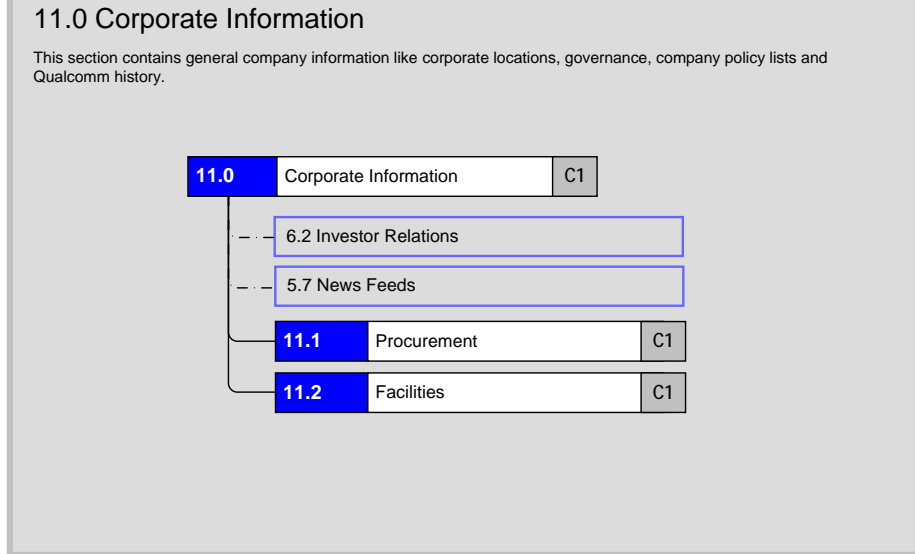 11.0 Corporate Information
This section contains general company information like corporate locations, governance, company policy lists and
Qualcomm history.
11.0 Corporate Information C1
6.2 Investor Relations
5.7 News Feeds
11.1 Procurement C1
11.2 Facilities C1